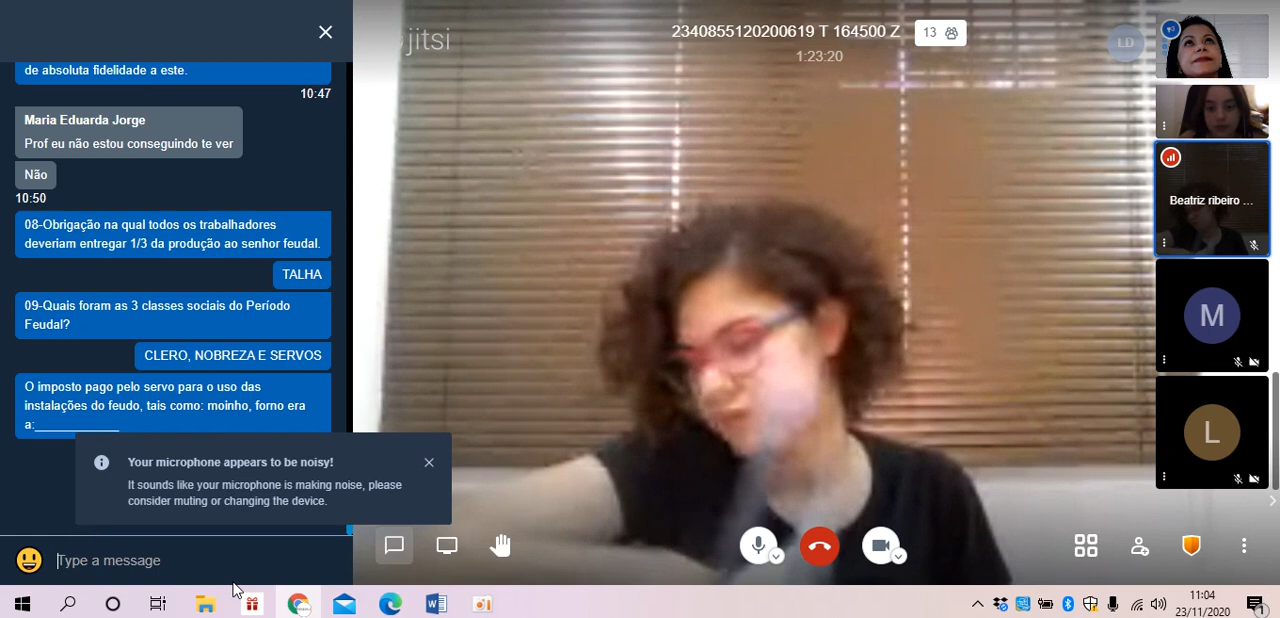 de absoluta fidelidade a este.
10:47
Maria Eduarda Jorge
Prof eu não estou conseguindo te ver
Não
10:50
08-Obrigação na qual todos os trabalhadores
deveriam entregar 1/3 da produção ao senhor feudal.
TALHA
09-Quais foram as 3 classes sociais do Período
Feudal?
CLERO, NOBREZA E SERVOS
O imposto pago pelo servo para o uso das
instalações do feudo, tais como: moinho, forno era
a:______________
Your microphone appears to be noisy!
It sounds like your microphone is making noise, please
consider muting or changing the device.
Type a message
jitsi
2340855120200619 T 164500 Z
13
1:23:20
LD
Beatriz ribeiro ...
M
L
11:04
23/11/2020
1